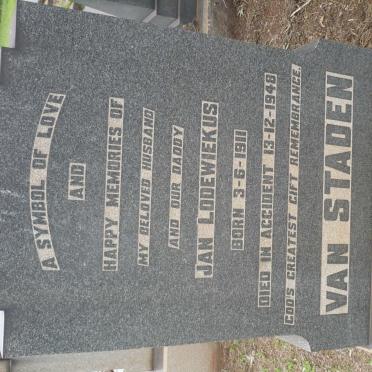 A SYMBOL OF LOVE
AND
HAPPY MEMORIES OF
MY BELOVED HUSBAND
AND OUR DADDY
JAN LODEWIEKUS
BORN 3-6-1911
DIED IN ACCIDENT 13-12-1948
GOD'S GREATEST GIFT REMEMBRANCE
VAN STADEN